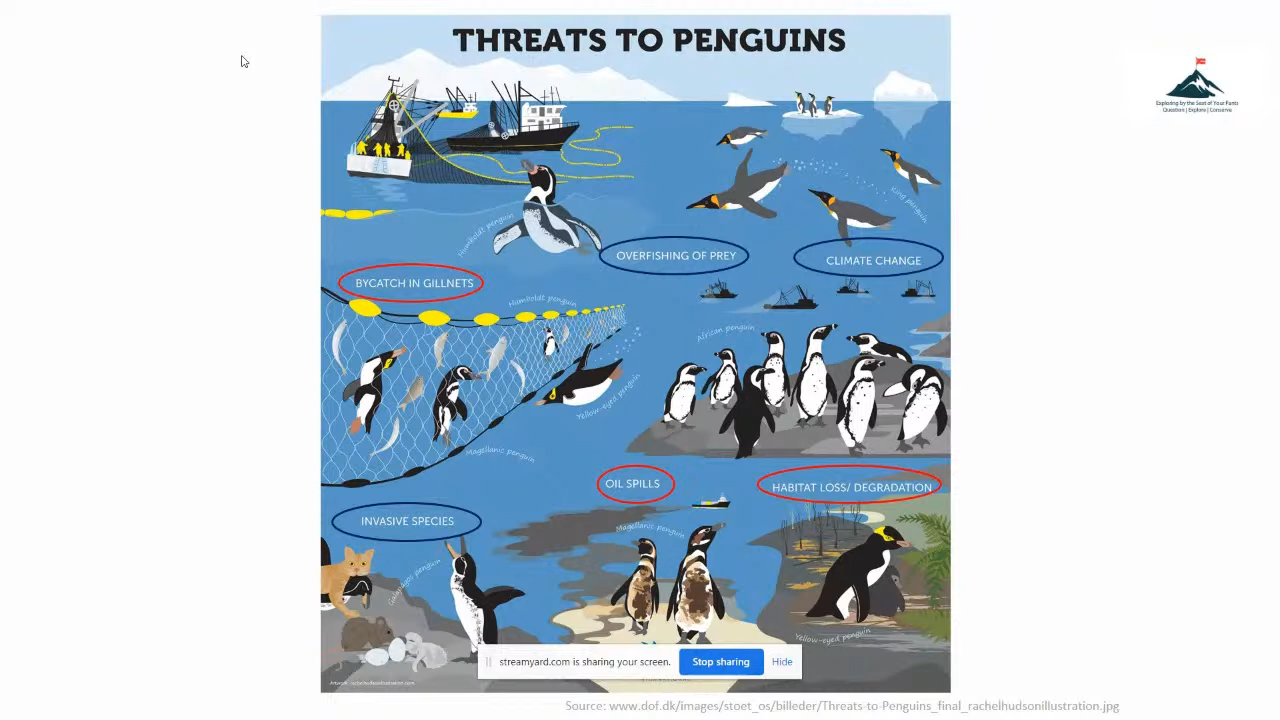 THREATS TO PENGUINS
Exploring by the Seat of Your Pants
Question | Explore | Conserve
King penguin
Humboldt penguin
OVERFISHING OF PREY
CLIMATE CHANGE
BYCATCH IN GILLNETS
Humboldt penguin
African penguin
Yellow-eyed penguin
Magellanic penguin
OIL SPILLS
HABITAT LOSS/ DEGRADATION
INVASIVE SPECIES
Magellanic penguin
Galapagos penguin
Yellow-eyed penguin
streamyard.com is sharing your screen.
Stop sharing
Hide
Source: www.dof.dk/images/stoet_os/billeder/Threats-to-Penguins_final_rachelhudsonillustration.jpg